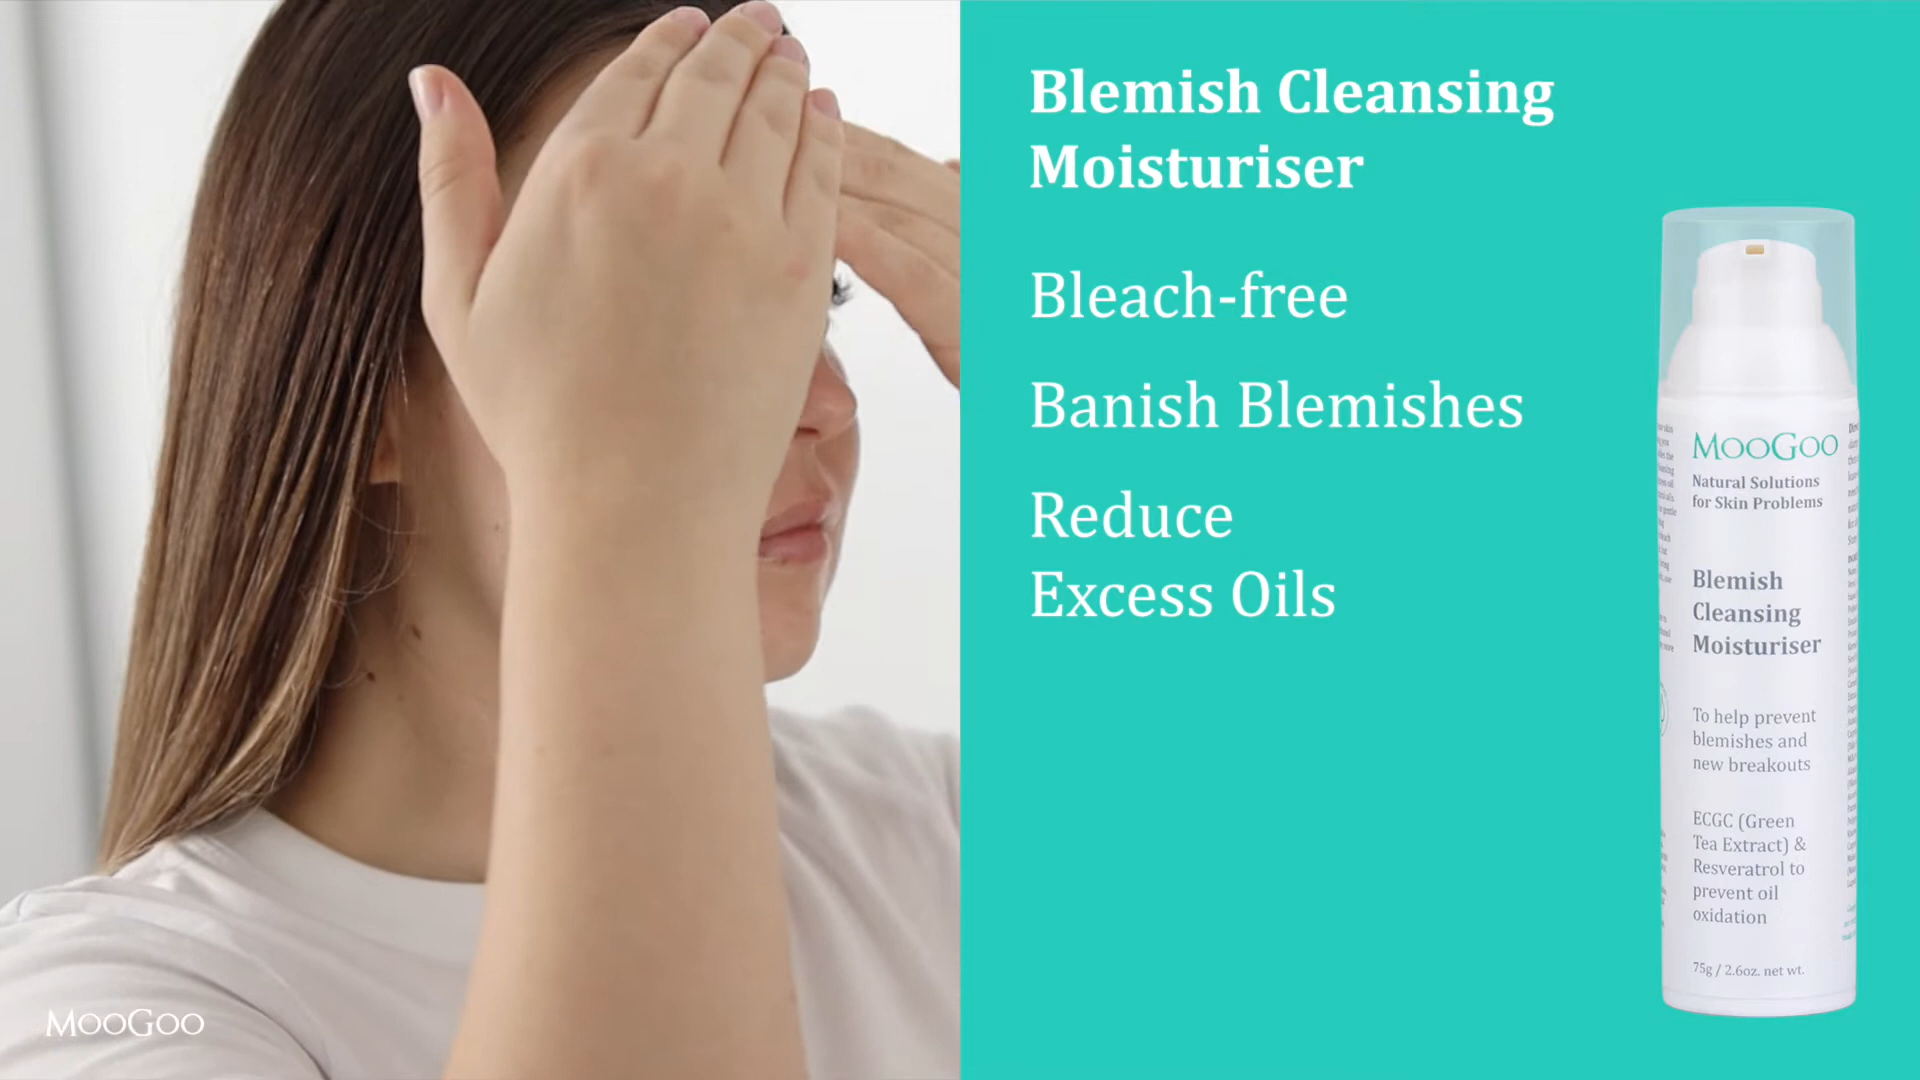 Blemish Cleansing
Moisturiser
Bleach-free
Banish Blemishes
Reduce
Excess Oils
MooGoo
Natural Solutions
for Skin Problems
Blemish
Cleansing
Moisturiser
To help prevent
blemishes and
new breakouts
ECGC (Green
Tea Extract) &
Resveratrol to
prevent oil
oxidation
75g / 2.6oz. net wt.
MooGoo